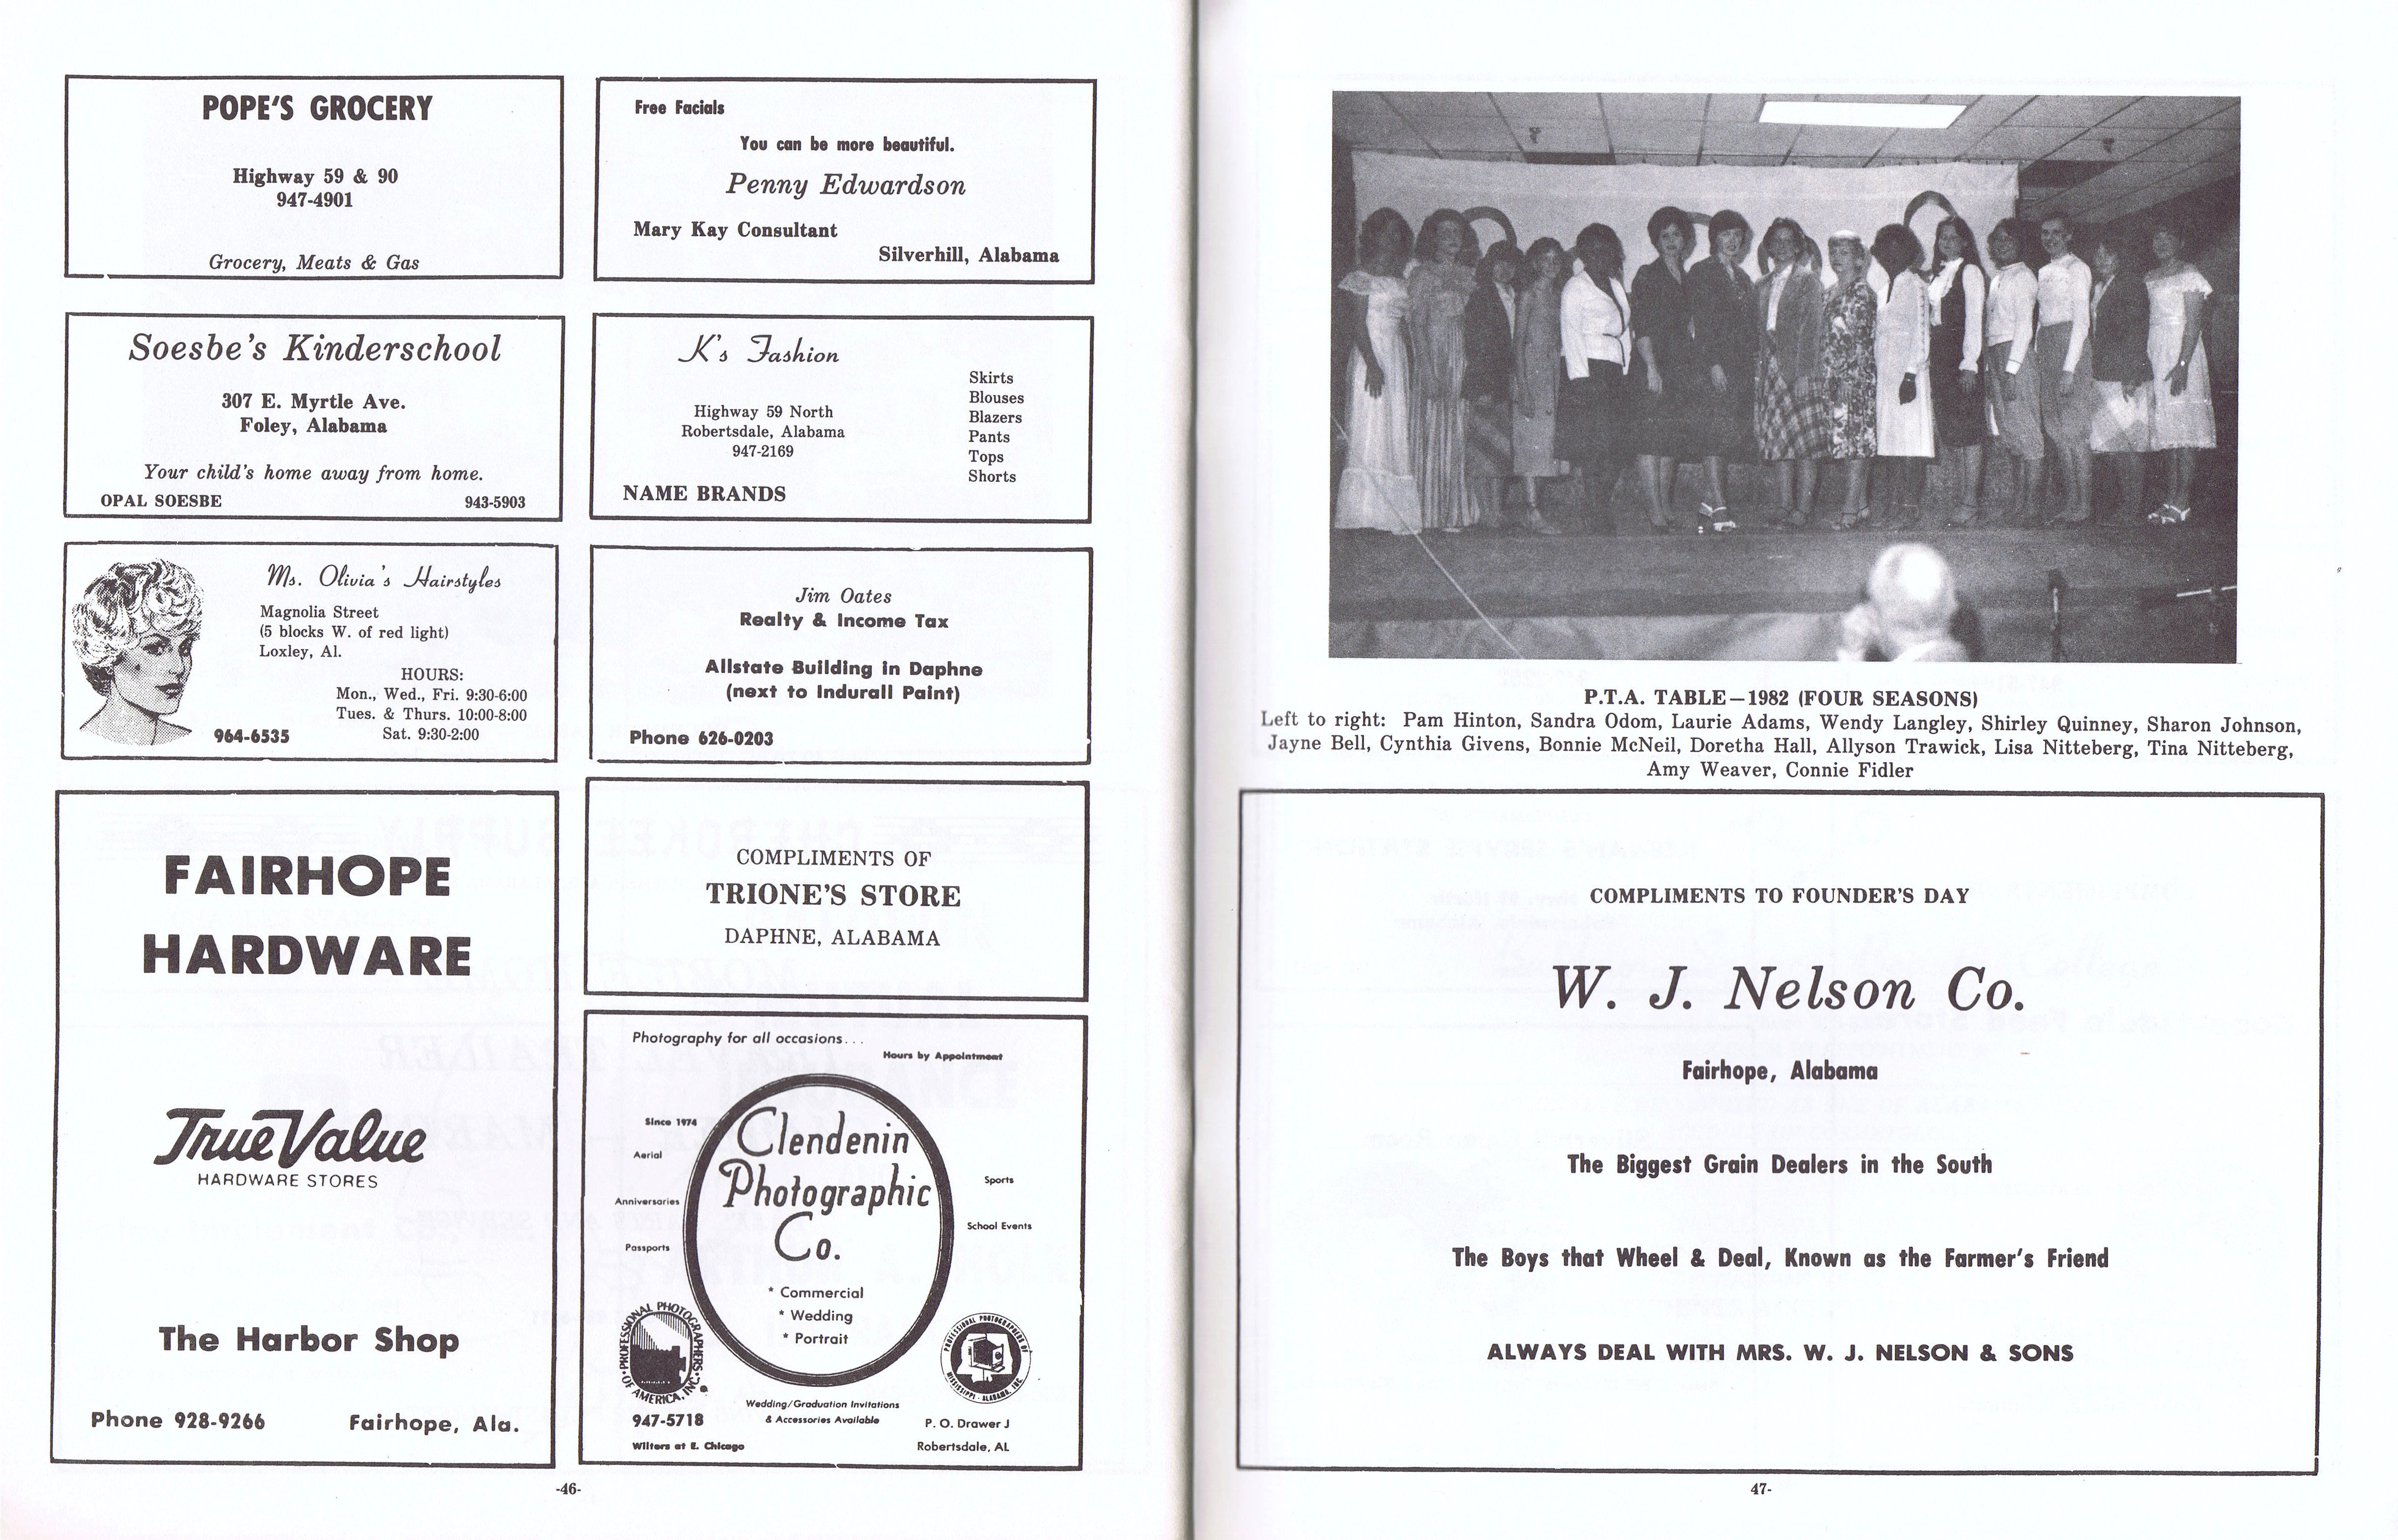 POPE'S GROCERY
Highway 59 & 90
947-4901
Grocery, Meats & Gas
Free Facials
You can be more beautiful.
Penny Edwardson
Mary Kay Consultant
Silverhill, Alabama
Soesbe's Kinderschool
307 E. Myrtle Ave.
Foley, Alabama
Your child's home away from home.
OPAL SOESBE 943-5903
K's Fashion
Highway 59 North
Robertsdale, Alabama
947-2169
NAME BRANDS
Skirts
Blouses
Blazers
Pants
Tops
Shorts
Ms. Olivia's Hairstyles
Magnolia Street
(5 blocks W. of red light)
Loxley, Al.
HOURS:
Mon., Wed., Fri. 9:30-6:00
Tues. & Thurs. 10:00-8:00
Sat. 9:30-2:00
964-6535
Jim Oates
Realty & Income Tax
Allstate Building in Daphne
(next to Indurall Paint)
Phone 626-0203
FAIRHOPE
HARDWARE
True Value
HARDWARE STORES
The Harbor Shop
Phone 928-9266 Fairhope, Ala.
COMPLIMENTS OF
TRIONE'S STORE
DAPHNE, ALABAMA
Photography for all occasions...
Hours by Appointment
Since 1974
Aerial
Anniversaries
Passports
Clendenin
Photographic
Co.
* Commercial
* Wedding
* Portrait
Sports
School Events
PROFESSIONAL PHOTOGRAPHERS
OF AMERICA, INC.
PROFESSIONAL PHOTOGRAPHERS OF
MISSISSIPPI - ALABAMA, INC.
Wedding/Graduation Invitations
& Accessories Available
947-5718
Wilters at E. Chicago
P. O. Drawer J
Robertsdale, AL
-46-
P.T.A. TABLE—1982 (FOUR SEASONS)
Left to right: Pam Hinton, Sandra Odom, Laurie Adams, Wendy Langley, Shirley Quinney, Sharon Johnson,
Jayne Bell, Cynthia Givens, Bonnie McNeil, Doretha Hall, Allyson Trawick, Lisa Nitteberg, Tina Nitteberg,
Amy Weaver, Connie Fidler
COMPLIMENTS TO FOUNDER'S DAY
W. J. Nelson Co.
Fairhope, Alabama
The Biggest Grain Dealers in the South
The Boys that Wheel & Deal, Known as the Farmer's Friend
ALWAYS DEAL WITH MRS. W. J. NELSON & SONS
47-